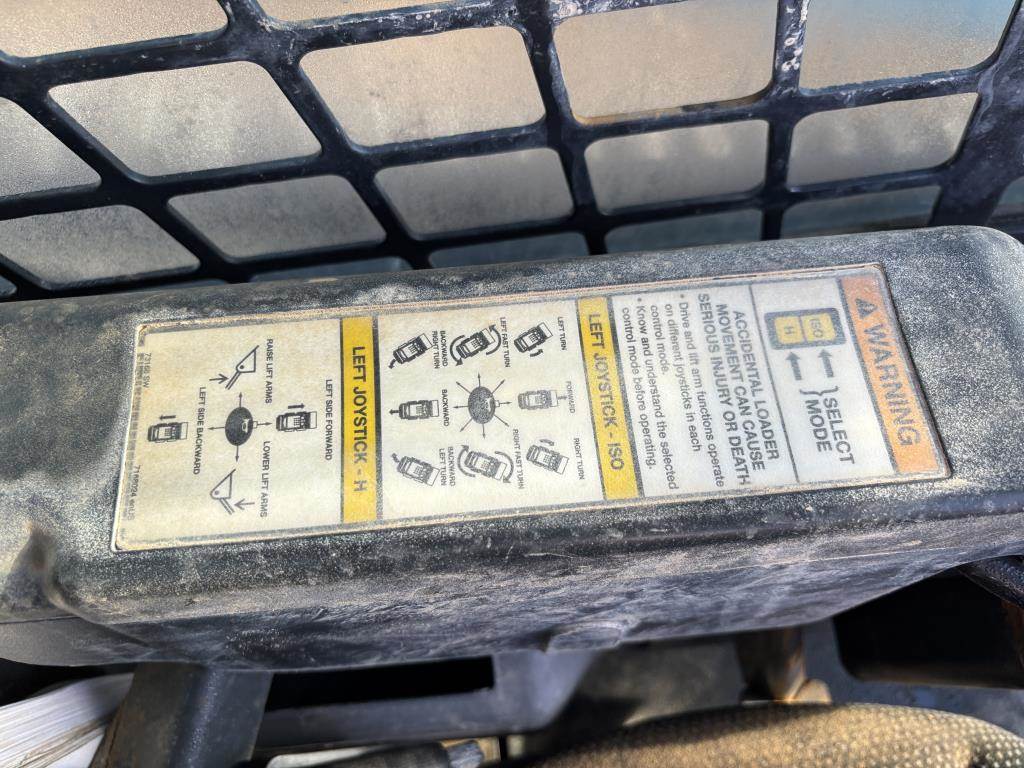 WARNING
ISO
H
SELECT
MODE
ACCIDENTAL LOADER
MOVEMENT CAN CAUSE
SERIOUS INJURY OR DEATH
• Drive and lift arm functions operate
on different joysticks in each
control mode.
• Know and understand the selected
control mode before operating.
LEFT JOYSTICK - ISO
LEFT TURN
FORWARD
RIGHT TURN
LEFT FAST TURN
RIGHT FAST TURN
BACKWARD
RIGHT TURN
BACKWARD
BACKWARD
LEFT TURN
LEFT JOYSTICK - H
LEFT SIDE FORWARD
RAISE LIFT ARMS
LOWER LIFT ARMS
LEFT SIDE BACKWARD